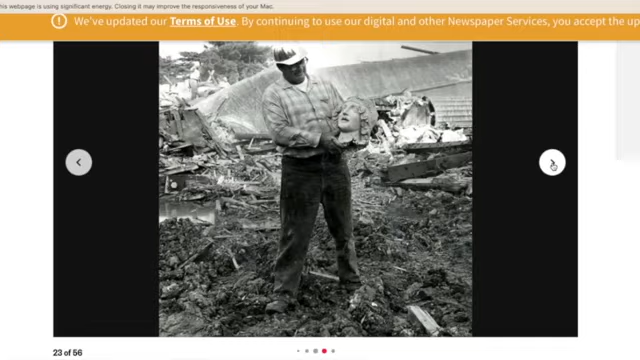 his webpage is using significant energy. Closing it may improve the responsiveness of your Mac.
We've updated our Terms of Use. By continuing to use our digital and other Newspaper Services, you accept the up
23 of 56